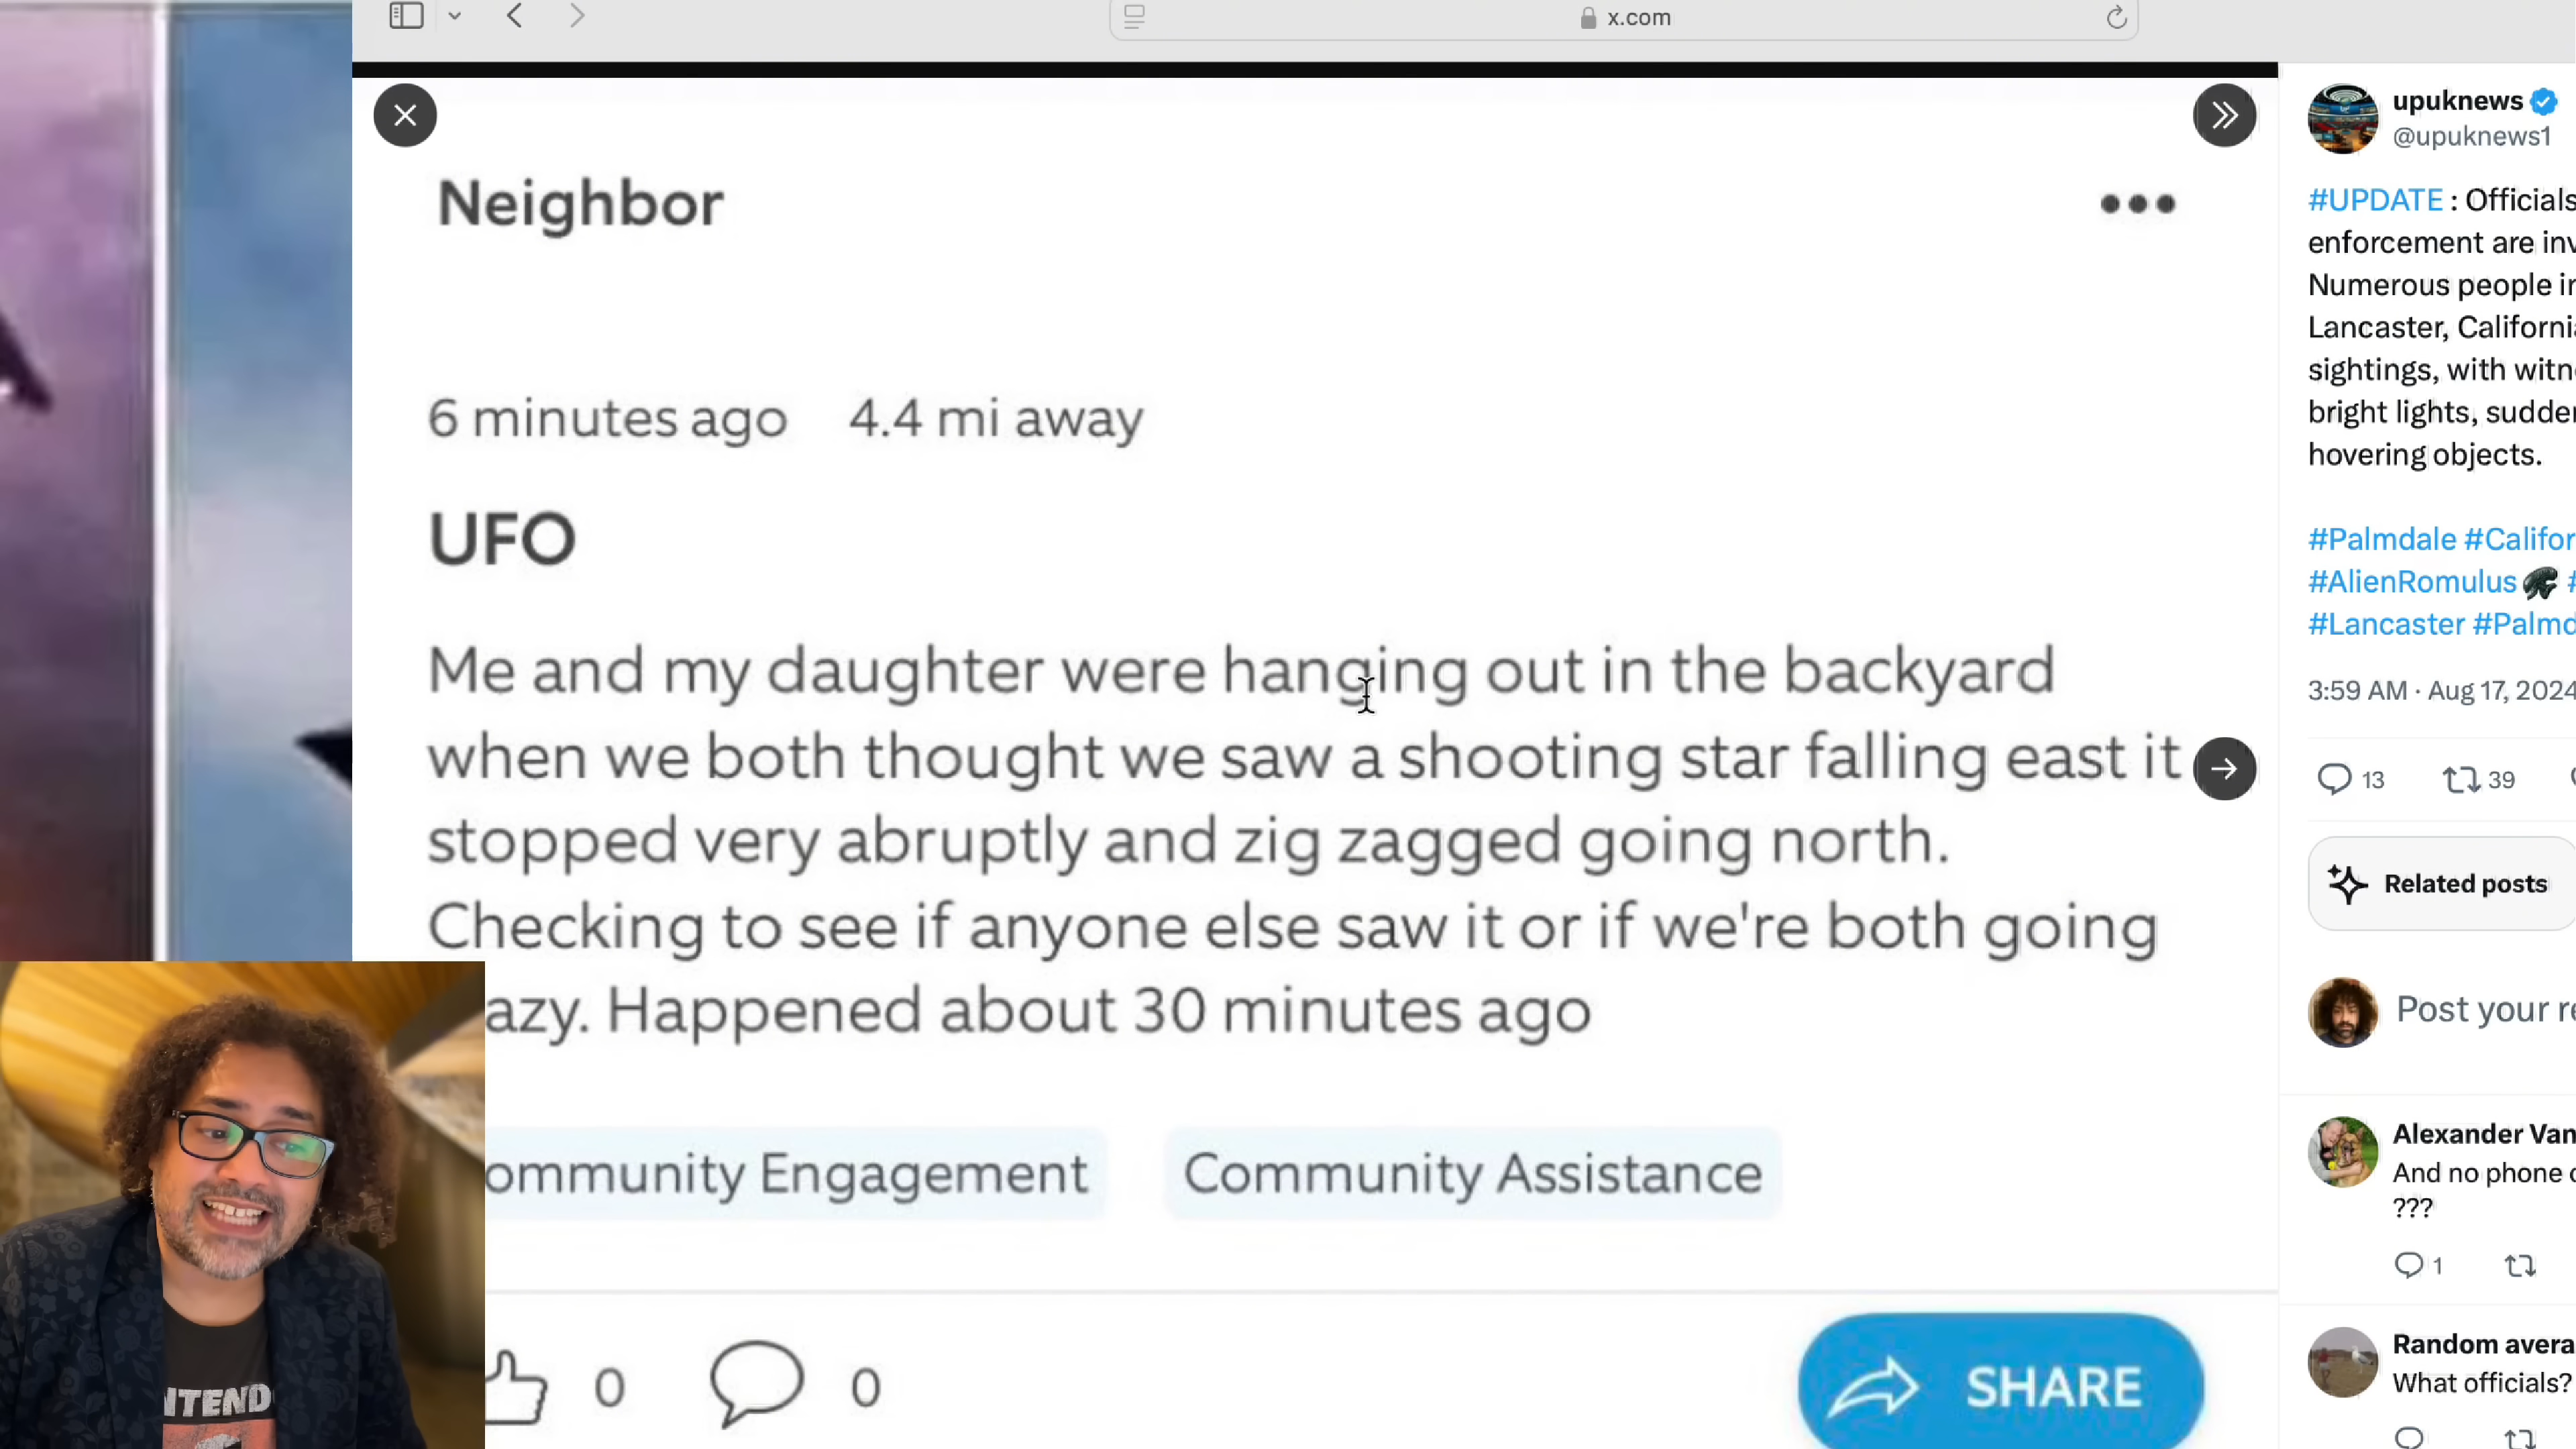 x.com
Neighbor
6 minutes ago 4.4 mi away
UFO
Me and my daughter were hanging out in the backyard
when we both thought we saw a shooting star falling east it
stopped very abruptly and zig zagged going north.
Checking to see if anyone else saw it or if we're both going
azy. Happened about 30 minutes ago
ommunity Engagement
Community Assistance
0
0
SHARE
NTEND
upuknews
@upuknews1
#UPDATE : Officials
enforcement are inv
Numerous people in
Lancaster, California
sightings, with witn
bright lights, sudden
hovering objects.
#Palmdale #Califor
#AlienRomulus #
#Lancaster #Palmd
3:59 AM · Aug 17, 2024
13 39
Related posts
Post your re
Alexander Van
And no phone c
???
1
Random avera
What officials?